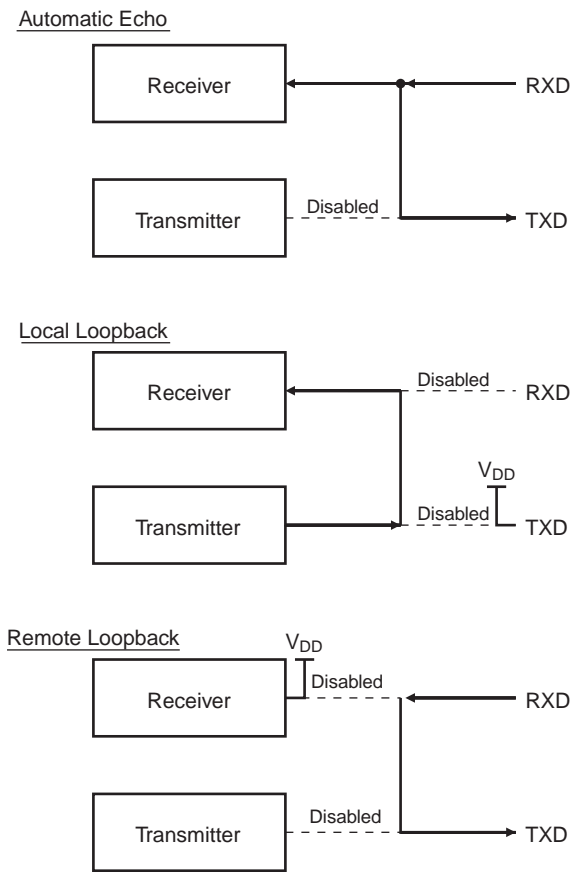 Automatic Echo
Receiver
RXD
Transmitter
Disabled
TXD
Local Loopback
Receiver
Disabled
RXD
VDD
Transmitter
Disabled
TXD
Remote Loopback
VDD
Receiver
Disabled
RXD
Transmitter
Disabled
TXD